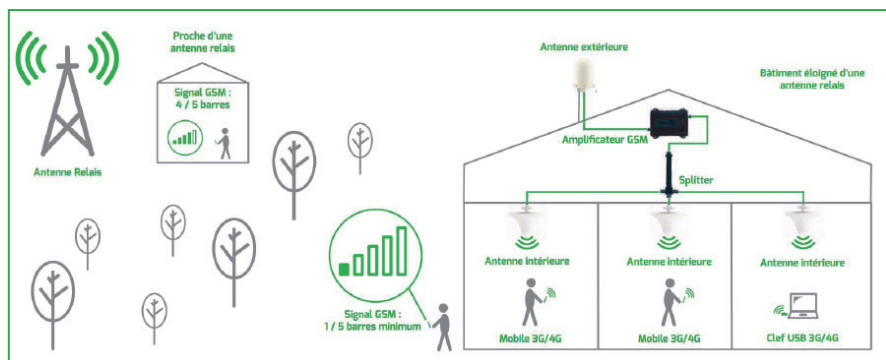 Proche d'une
antenne relais
Signal GSM :
4 / 5 barres
Antenne Relais
Antenne extérieure
Bâtiment éloigné d'une
antenne relais
Amplificateur GSM
Splitter
Antenne intérieure
Antenne intérieure
Antenne intérieure
Signal GSM :
1 / 5 barres minimum
Mobile 3G/4G
Mobile 3G/4G
Clef USB 3G/4G